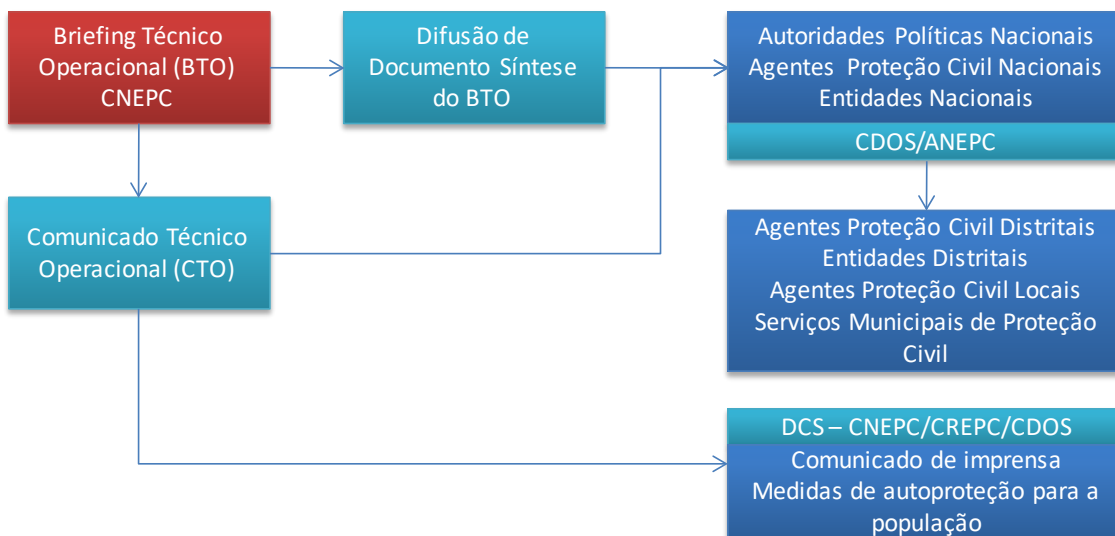 Briefing Técnico
Operacional (BTO)
CNEPC
Difusão de
Documento Síntese
do BTO
Autoridades Políticas Nacionais
Agentes Proteção Civil Nacionais
Entidades Nacionais
CDOS/ANEPC
Comunicado Técnico
Operacional (CTO)
Agentes Proteção Civil Distritais
Entidades Distritais
Agentes Proteção Civil Locais
Serviços Municipais de Proteção
Civil
DCS – CNEPC/CREPC/CDOS
Comunicado de imprensa
Medidas de autoproteção para a
população